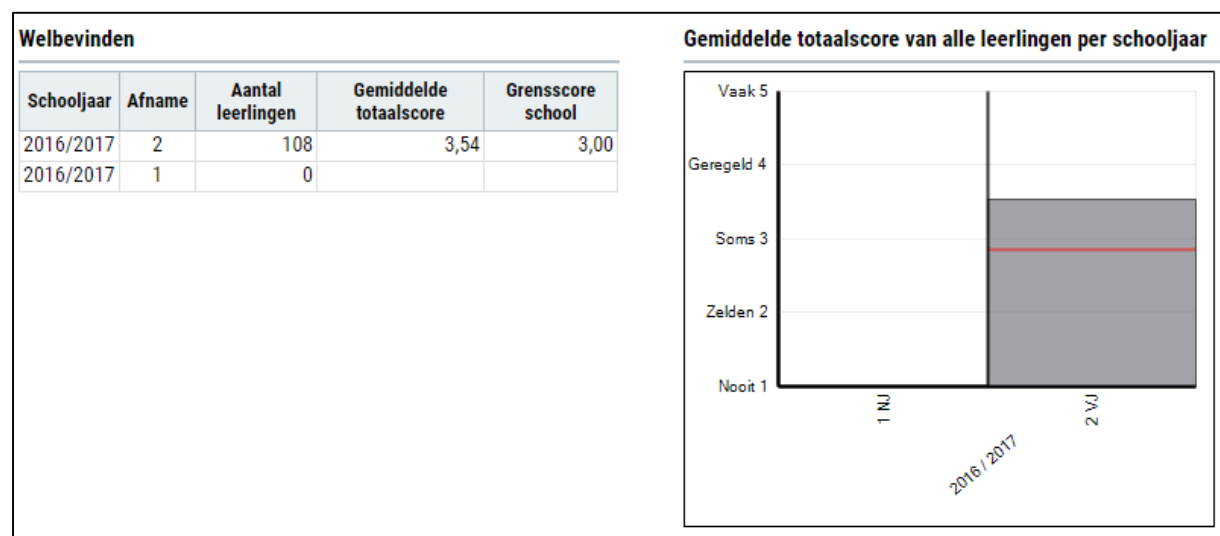 Welbevinden
Schooljaar Afname Aantal leerlingen Gemiddelde totaalscore Grensscore school
2016/2017 2 108 3,54 3,00
2016/2017 1 0
Gemiddelde totaalscore van alle leerlingen per schooljaar
Vaak 5
Geregeld 4
Soms 3
Zelden 2
Nooit 1
1 NJ
2 VJ
2016 / 2017